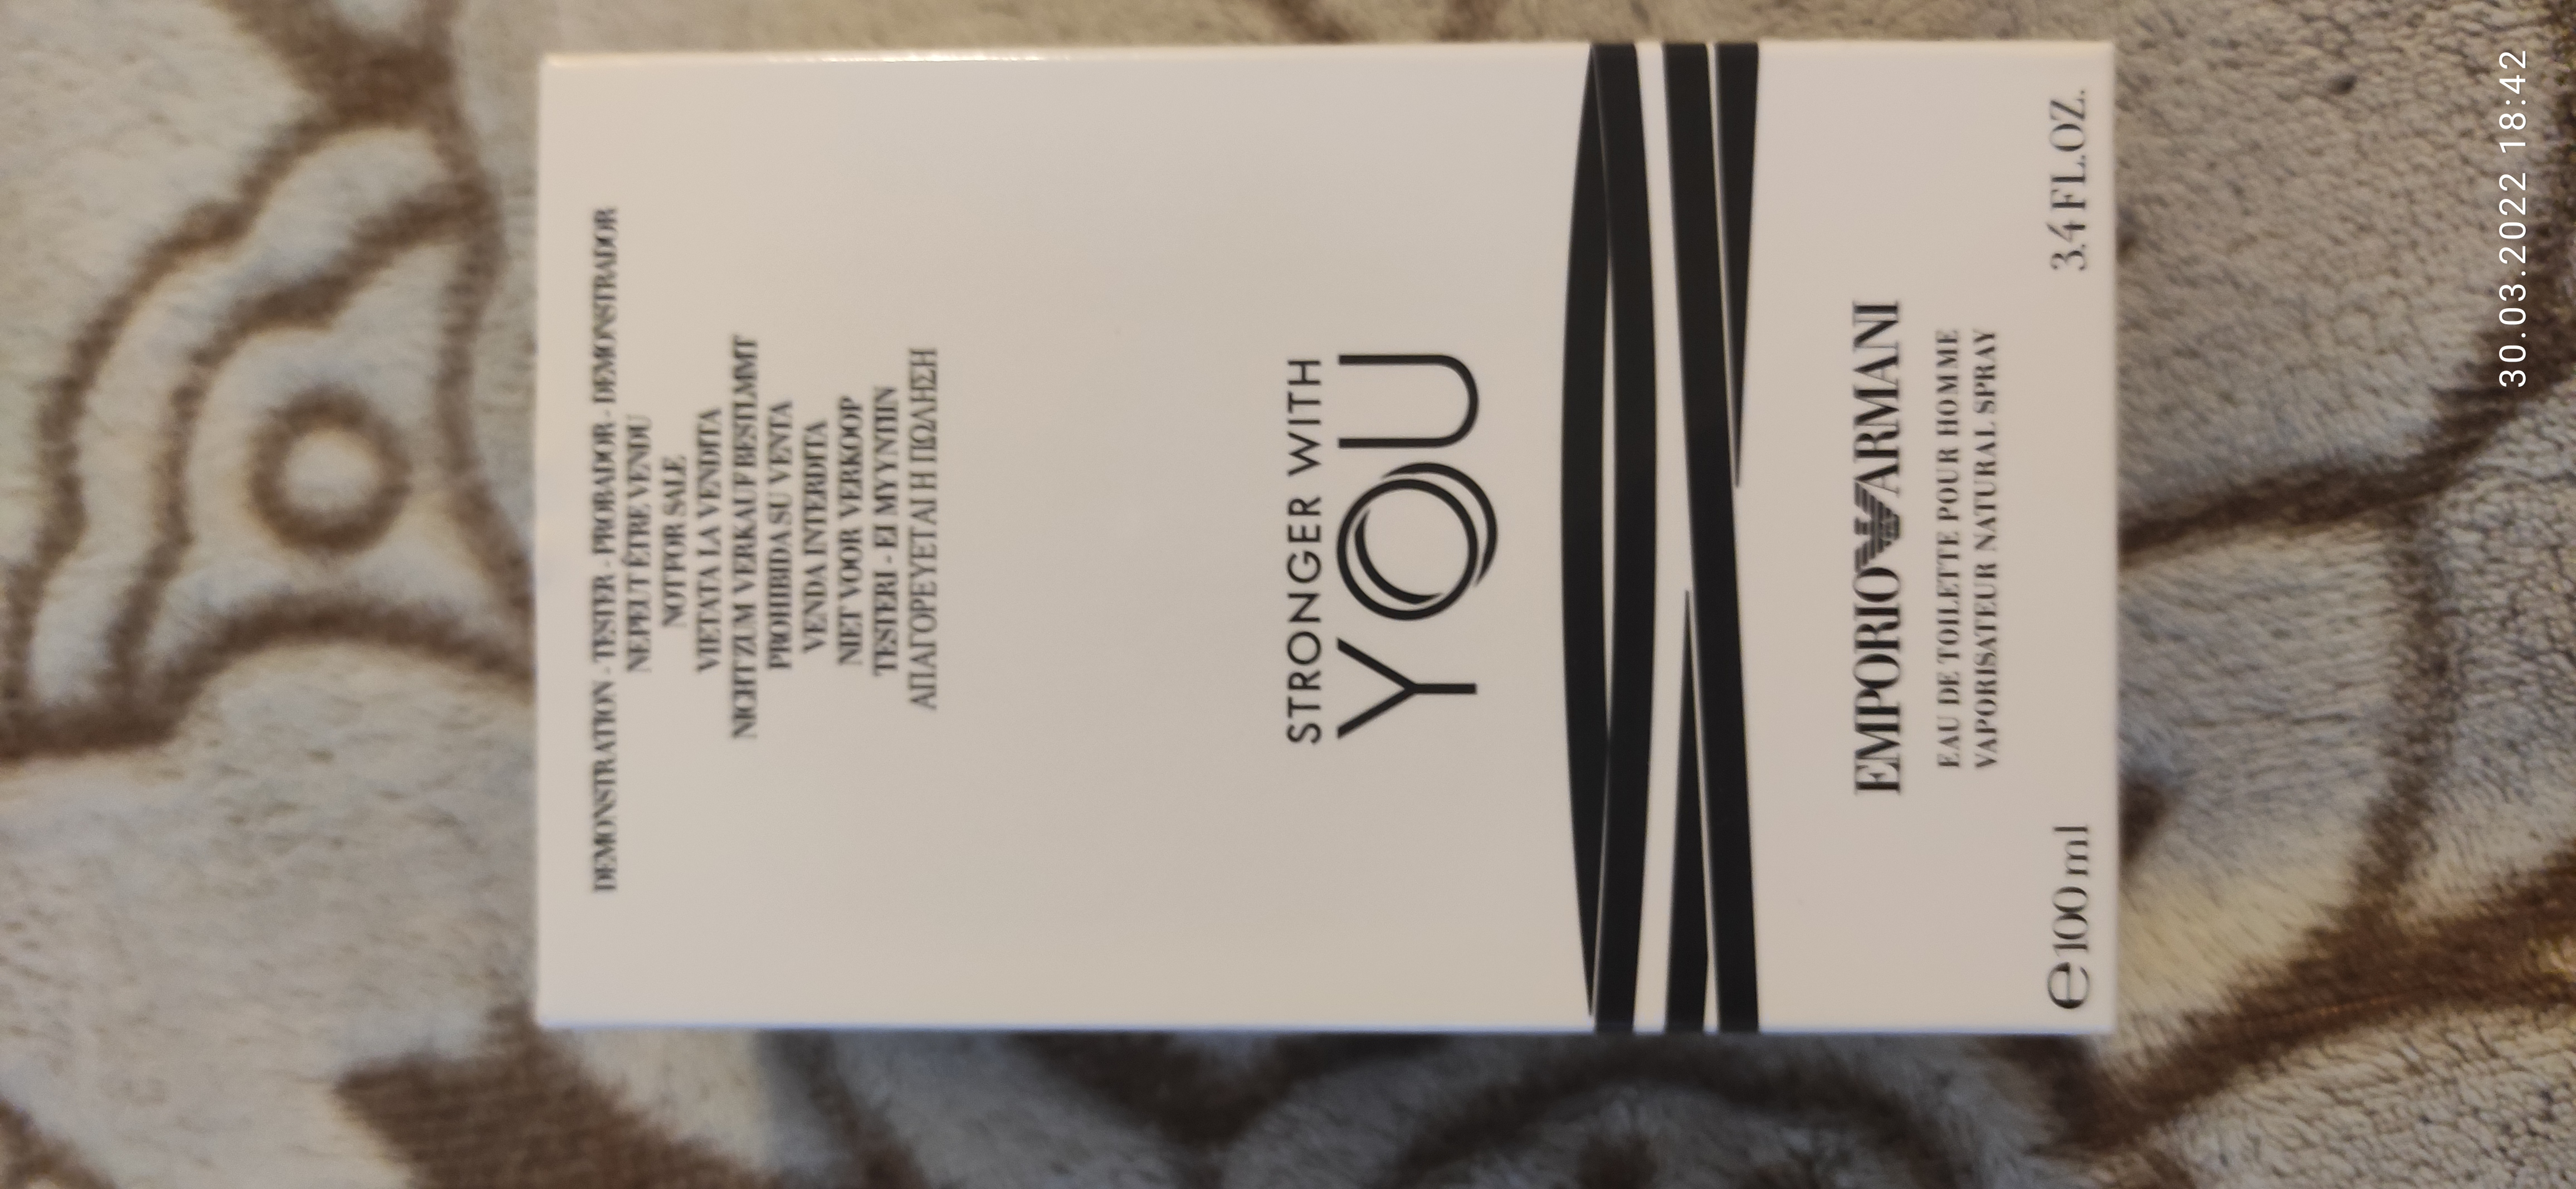 DEMONSTRATION - TESTER - PROBADOR - DEMONSTRADOR
NE PEUT ÊTRE VENDU
NOT FOR SALE
VIETATA LA VENDITA
NICHT ZUM VERKAUF BESTIMMT
PROHIBIDA SU VENTA
VENDA INTERDITA
NIET VOOR VERKOOP
TESTERI - EI MYYNTIIN
ΑΠΑΓΟΡΕΥΕΤΑΙ Η ΠΩΛΗΣΗ
STRONGER WITH
YOU
EMPORIO ARMANI
EAU DE TOILETTE POUR HOMME
VAPORISATEUR NATURAL SPRAY
℮ 100 ml 3.4 FL.OZ.
30.03.2022 18:42